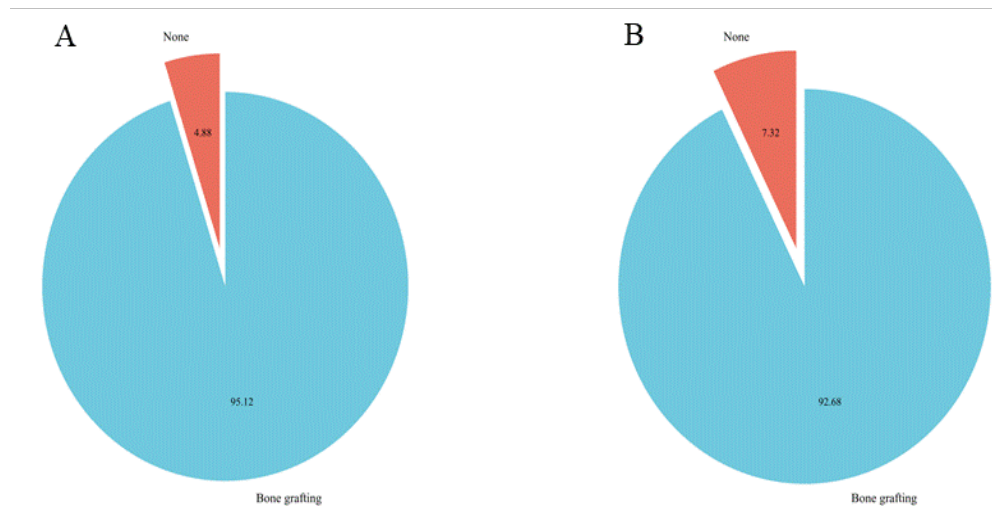 A
None
4.88
95.12
Bone grafting
B
None
7.32
92.68
Bone grafting